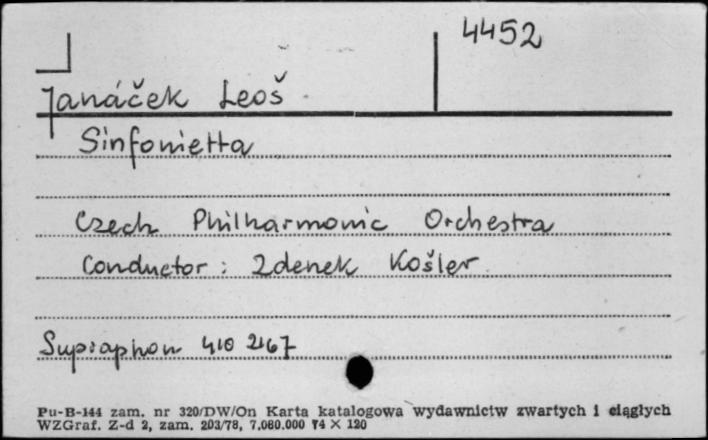 4452
Janáček Leoš
Sinfonietta
Czech Philharmonic Orchestra
Conductor : Zdenek Košler
Supraphon 410 2167
Pu-B-144 zam. nr 320/DW/On Karta katalogowa wydawnictw zwartych i ciągłych
WZGraf. Z-d 2, zam. 203/78, 7.080.000 74 × 120